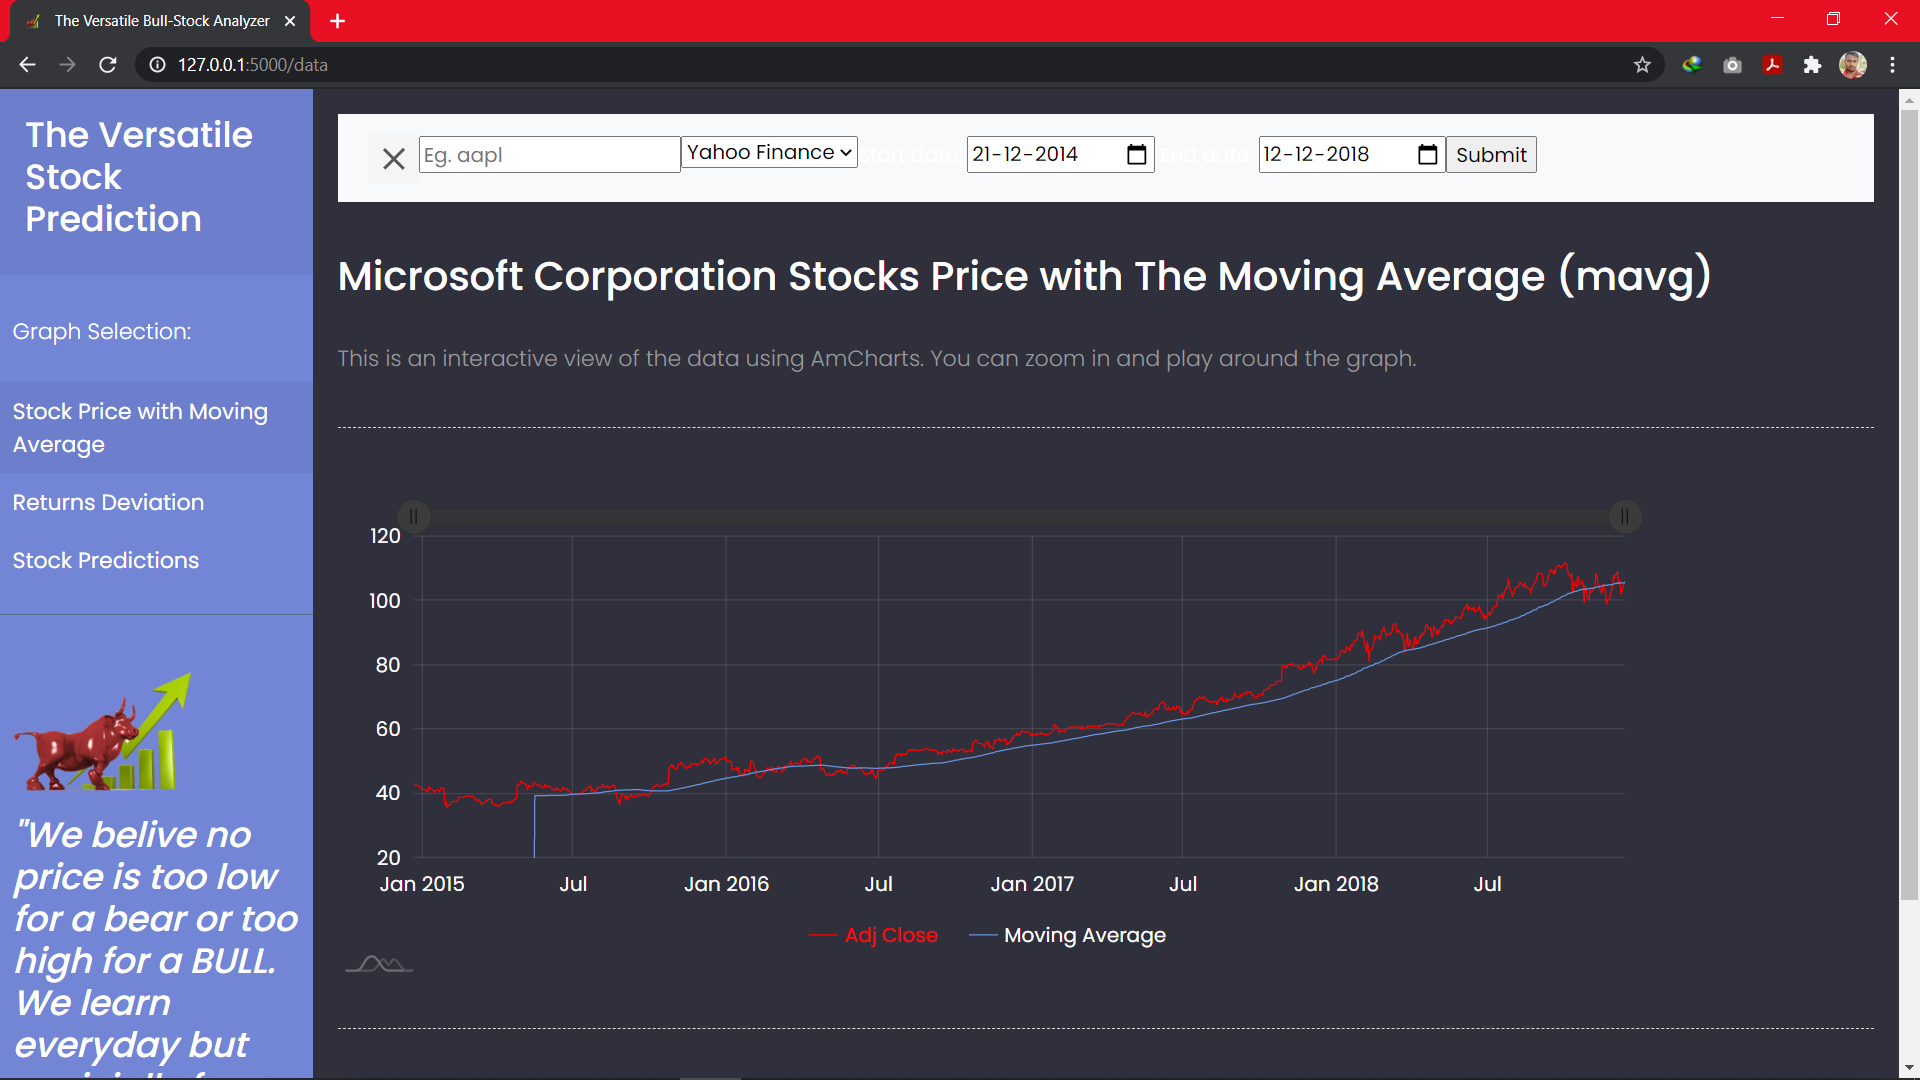 The Versatile Bull-Stock Analyzer
127.0.0.1:5000/data
The Versatile
Stock
Prediction
Graph Selection:
Stock Price with Moving
Average
Returns Deviation
Stock Predictions
"We belive no
price is too low
for a bear or too
high for a BULL.
We learn
everyday but
Eg. aapl Yahoo Finance Start date: 21-12-2014 End date: 12-12-2018 Submit
Microsoft Corporation Stocks Price with The Moving Average (mavg)
This is an interactive view of the data using AmCharts. You can zoom in and play around the graph.
120
100
80
60
40
20
Jan 2015 Jul Jan 2016 Jul Jan 2017 Jul Jan 2018 Jul
Adj Close Moving Average